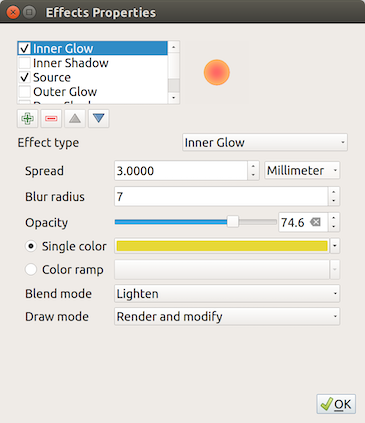 Effects Properties
Inner Glow
Inner Shadow
Source
Outer Glow
Effect type Inner Glow
Spread 3.0000 Millimeter
Blur radius 7
Opacity 74.6
Single color
Color ramp
Blend mode Lighten
Draw mode Render and modify
OK